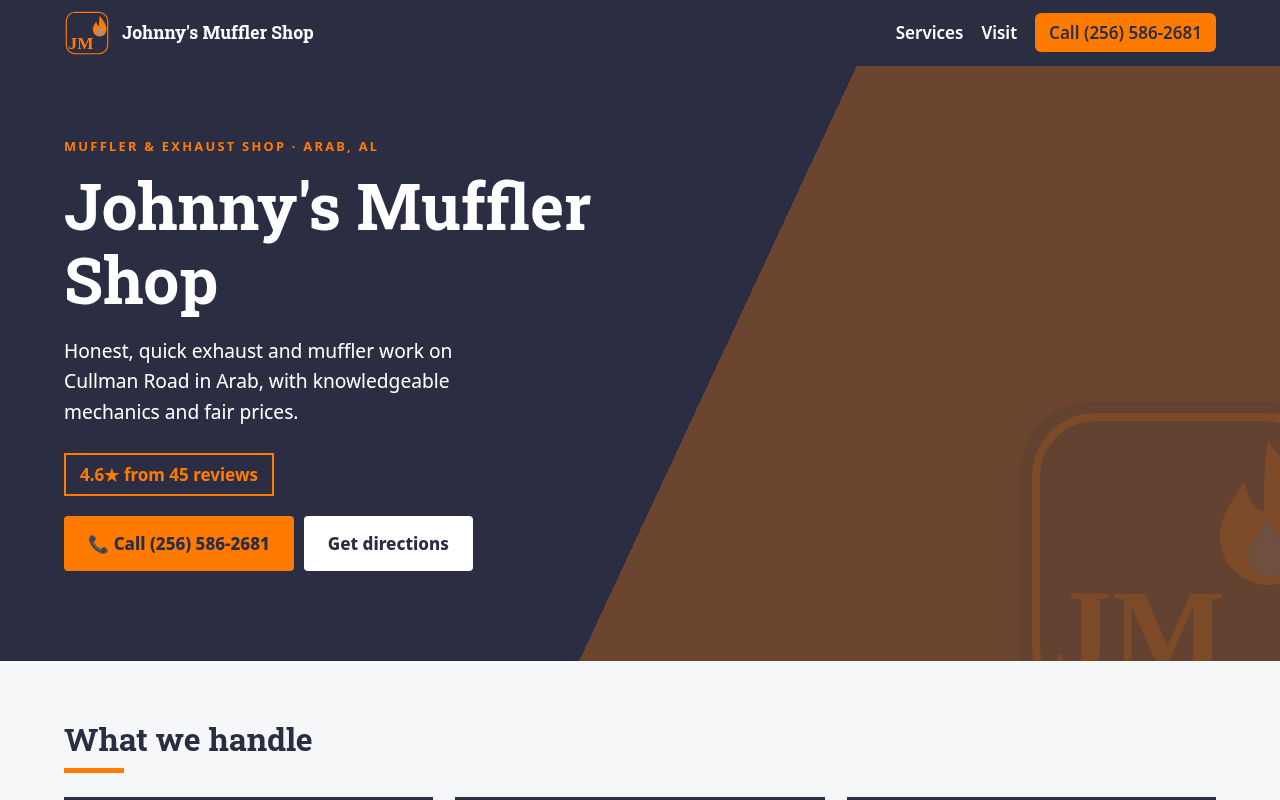 JM
Johnny's Muffler Shop
Services
Visit
Call (256) 586-2681
MUFFLER & EXHAUST SHOP · ARAB, AL
Johnny's Muffler
Shop
Honest, quick exhaust and muffler work on
Cullman Road in Arab, with knowledgeable
mechanics and fair prices.
4.6★ from 45 reviews
📞 Call (256) 586-2681
Get directions
JM
What we handle